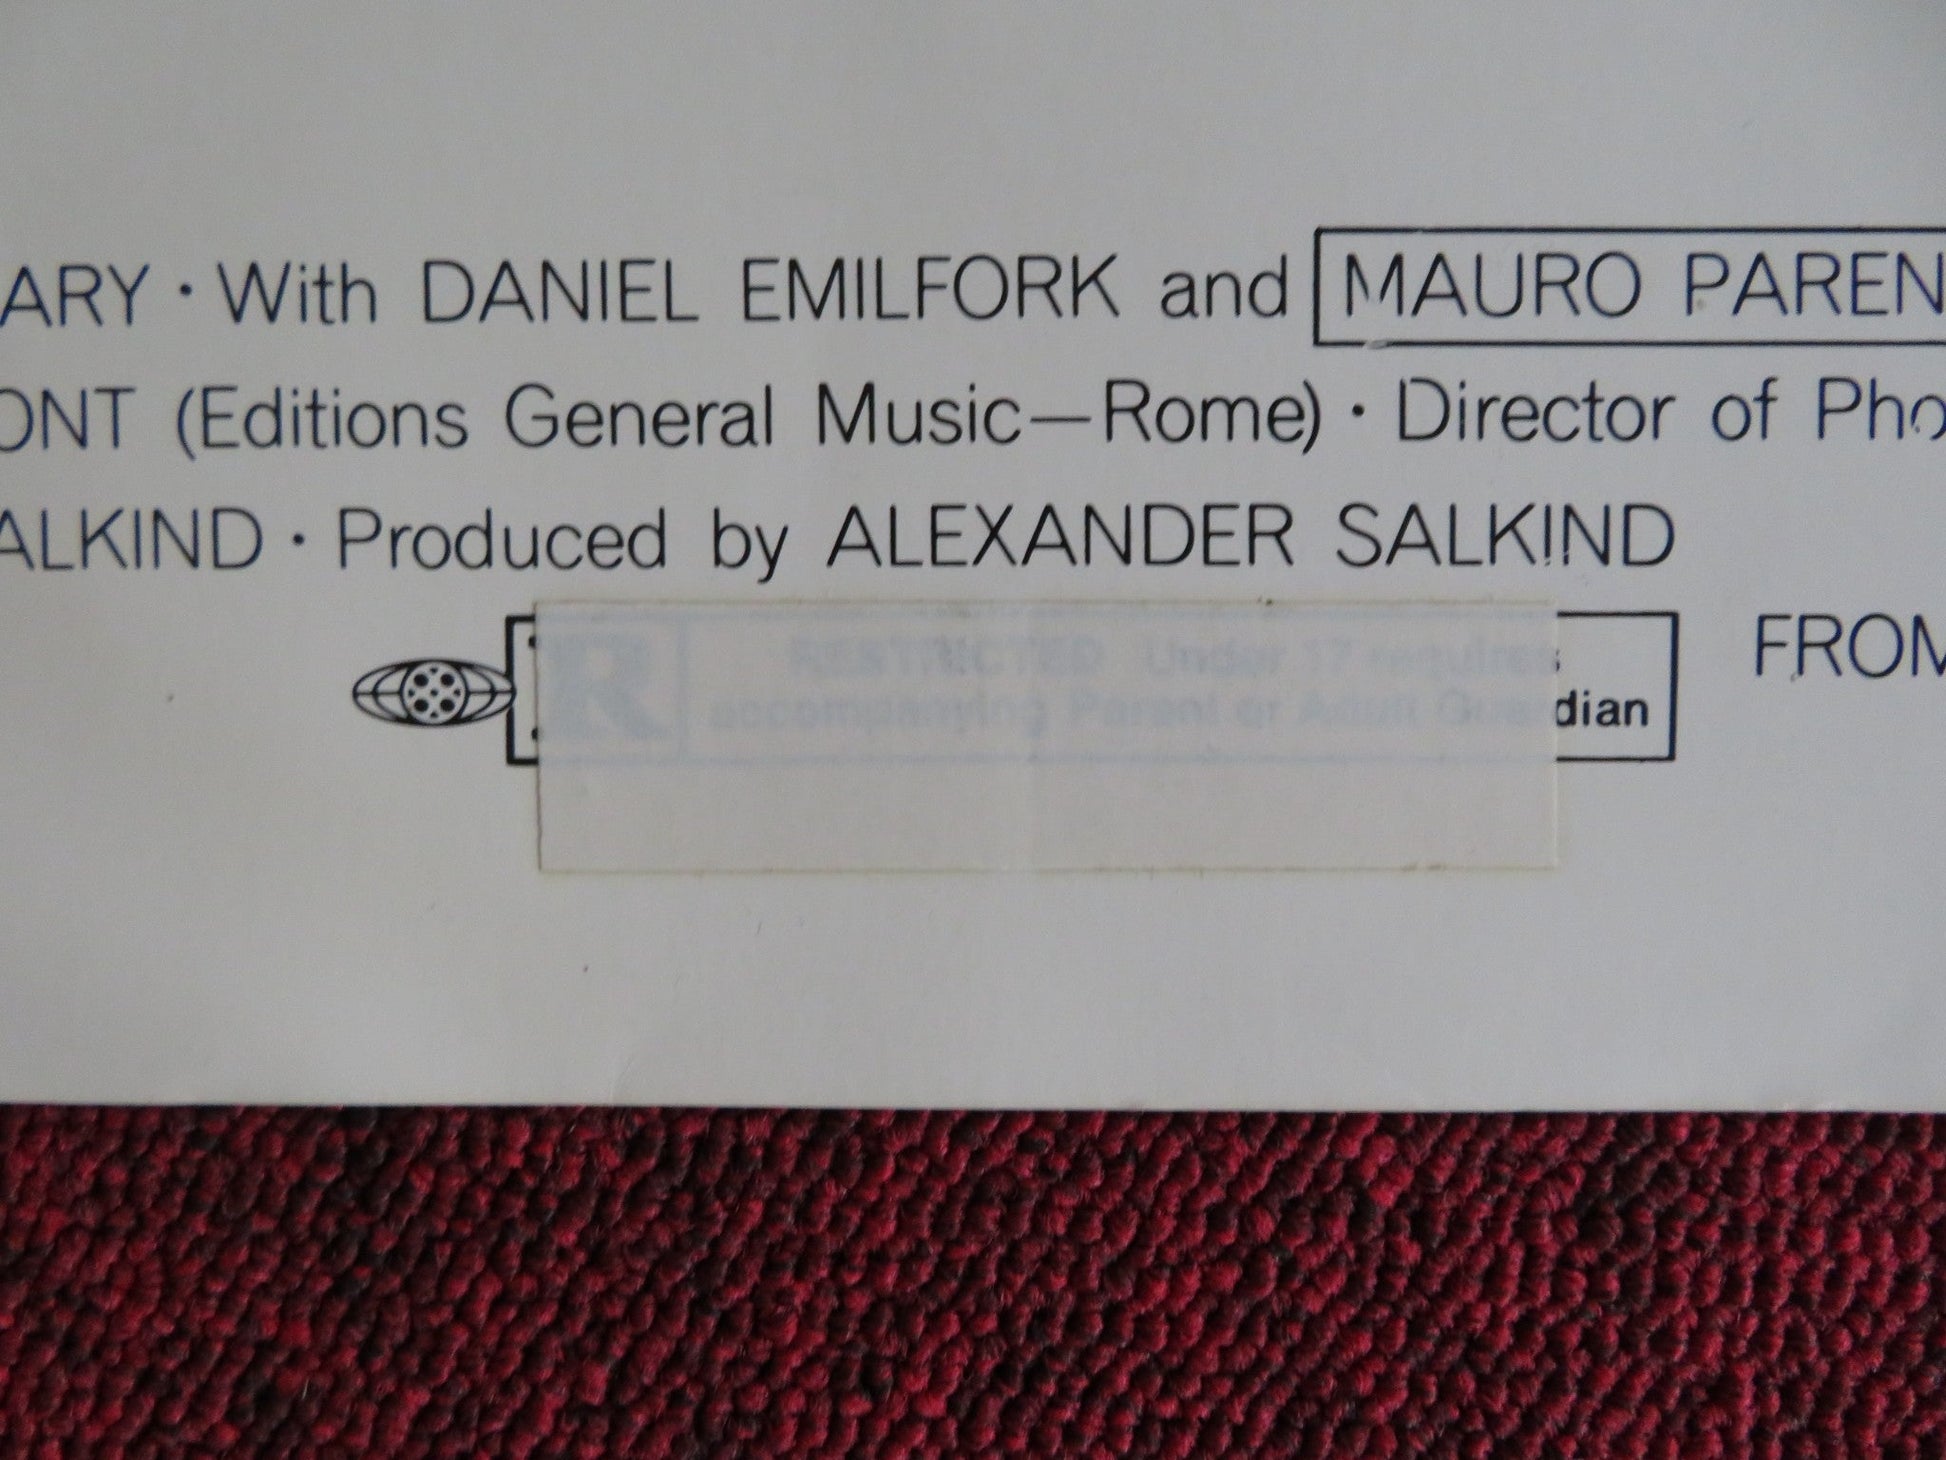 ARY · With DANIEL EMILFORK and MAURO PAREN
ONT (Editions General Music—Rome) · Director of Pho
ALKIND · Produced by ALEXANDER SALKIND
R RESTRICTED Under 17 requires
accompanying Parent or Adult Guardian
FROM